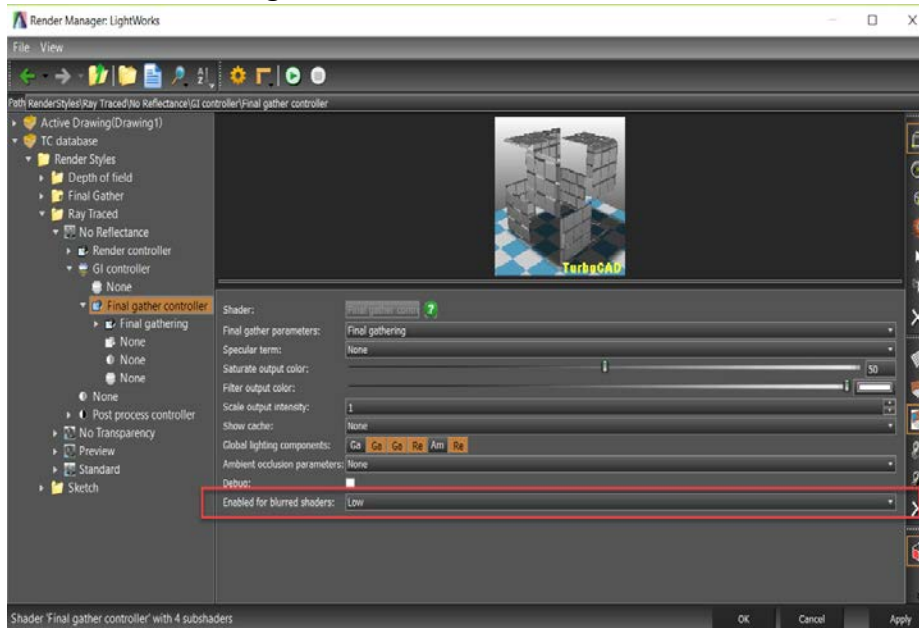 Render Manager: LightWorks
File View
Path RenderStyles\Ray Traced\No Reflectance\GI controller\Final gather controller
Active Drawing(Drawing1)
TC database
Render Styles
Depth of field
Final Gather
Ray Traced
No Reflectance
Render controller
GI controller
None
Final gather controller
Final gathering
None
None
None
None
Post process controller
No Transparency
Preview
Standard
Sketch
TurboCAD
Shader:
Final gather parameters: Final gathering
Specular term: None
Saturate output color: 50
Filter output color:
Scale output intensity: 1
Show cache: None
Global lighting components: Ga Ga Ga Re Am Re
Ambient occlusion parameters: None
Debug:
Enabled for blurred shaders: Low
Shader 'Final gather controller' with 4 subshaders
OK Cancel Apply